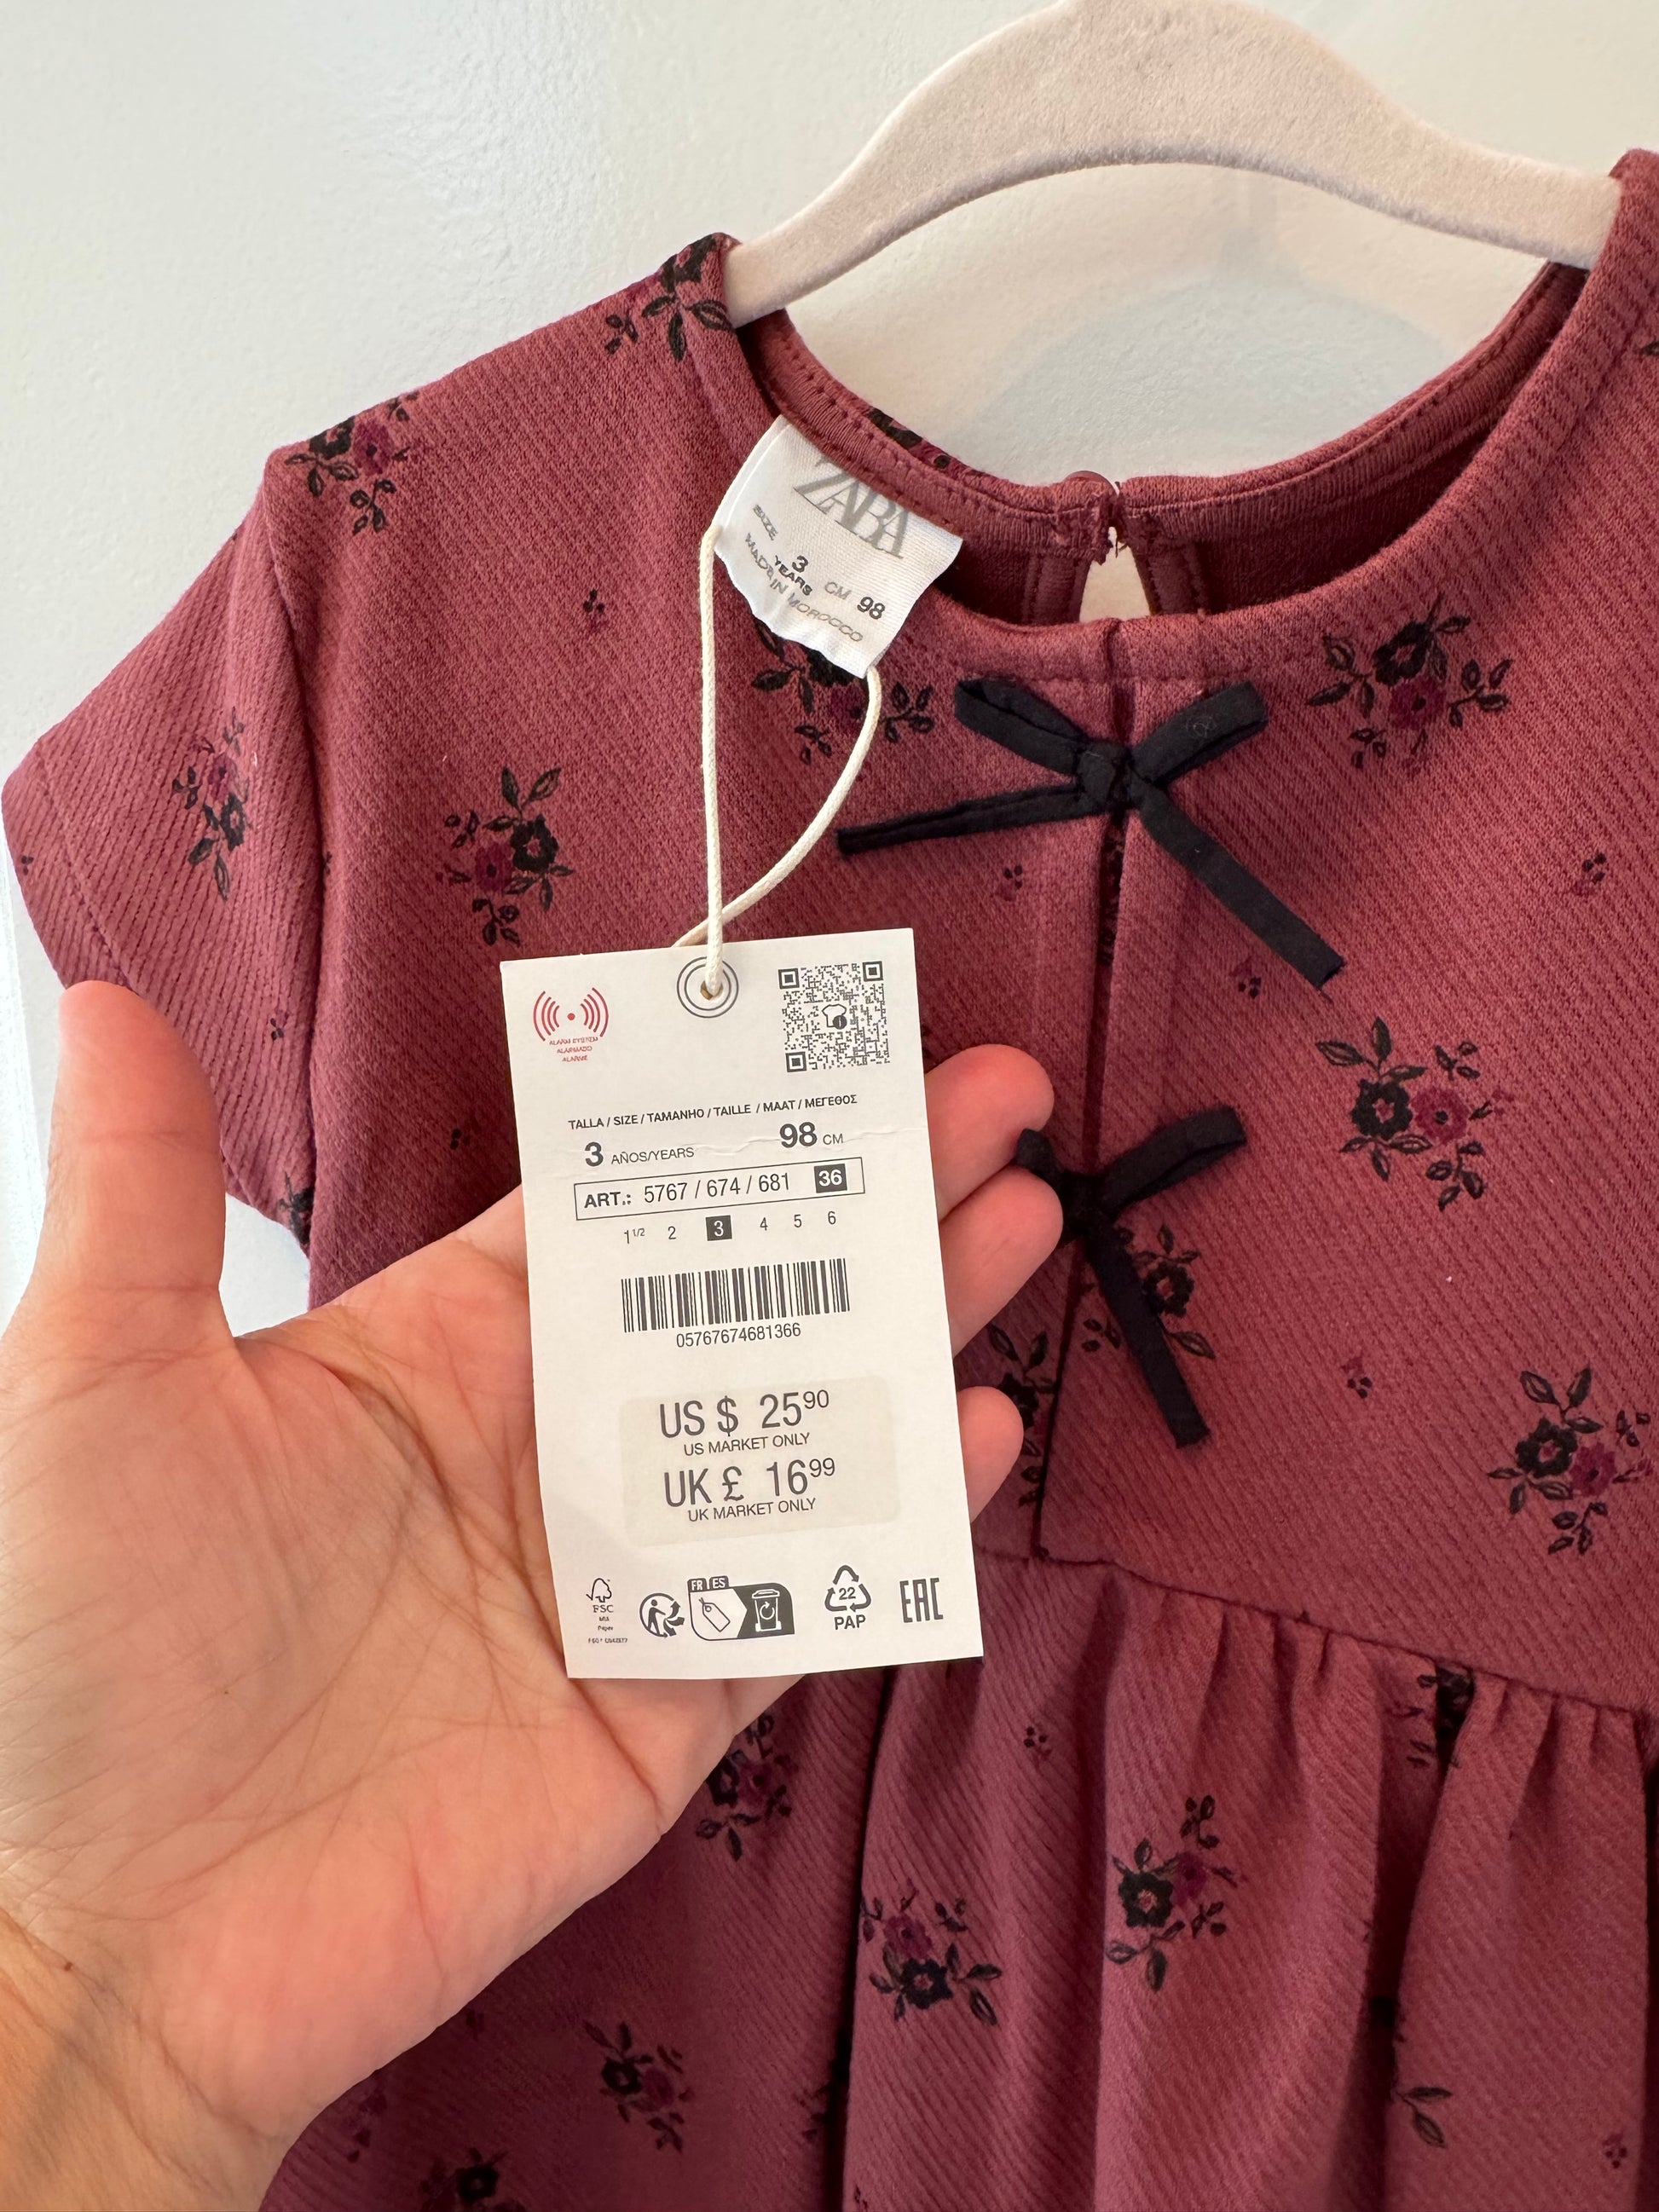 ZARA
SIZE 3 YEARS CM 98
MADE IN MOROCCO
ALARM SYSTEM
ALARMADO
ALARME
TALLA / SIZE / TAMANHO / TAILLE / MAAT / ΜΕΓΕΘΟΣ
3 AÑOS/YEARS 98 CM
ART.: 5767 / 674 / 681 36
1 1/2 2 3 4 5 6
05767674681366
US $ 25 90
US MARKET ONLY
UK £ 16 99
UK MARKET ONLY
FR ES
FSC
22
PAP
EAC